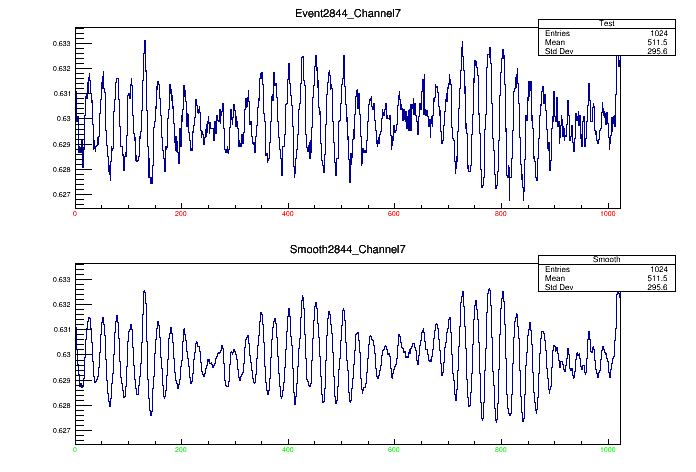 Event2844_Channel7
Test
Entries 1024
Mean 511.5
Std Dev 295.6
0.633
0.632
0.631
0.63
0.629
0.628
0.627
0 200 400 600 800 1000
Smooth2844_Channel7
Smooth
Entries 1024
Mean 511.5
Std Dev 295.6
0.633
0.632
0.631
0.63
0.629
0.628
0.627
0 200 400 600 800 1000